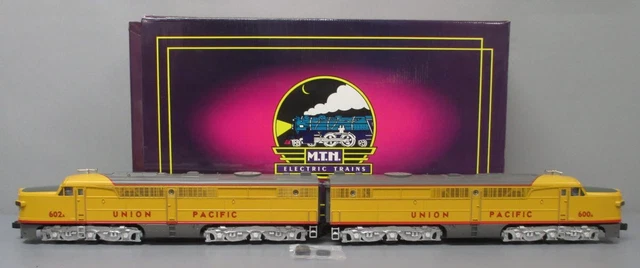 M.T.H.
ELECTRIC TRAINS
602
UNION PACIFIC
UNION PACIFIC
600